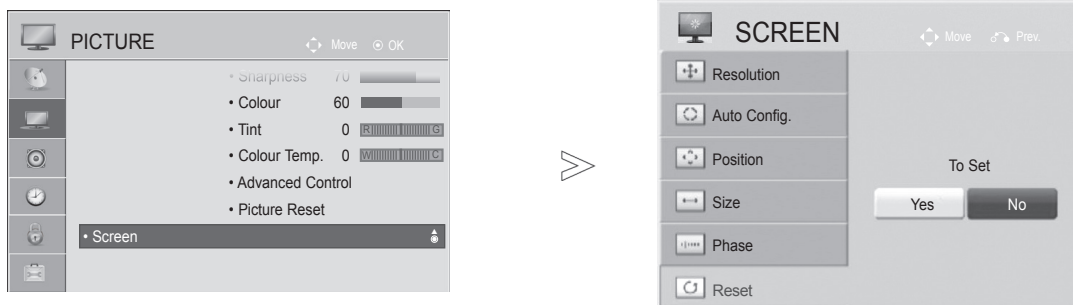 PICTURE
Move OK
• Sharpness 70
• Colour 60
• Tint 0 R G
• Colour Temp. 0 W C
• Advanced Control
• Picture Reset
• Screen
SCREEN
Move Prev.
Resolution
Auto Config.
Position
Size
Phase
Reset
To Set
Yes No